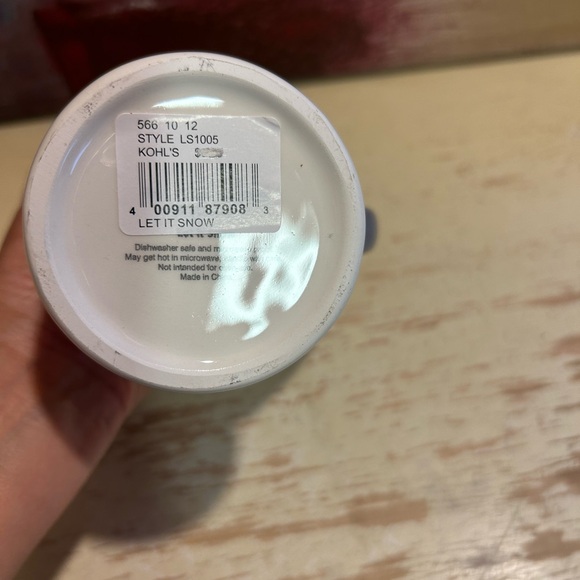 566 10 12
STYLE LS1005
KOHL'S
4 00911 87908 3
LET IT SNOW
Dishwasher safe and
May get hot in microwave,
Not intended for
Made in